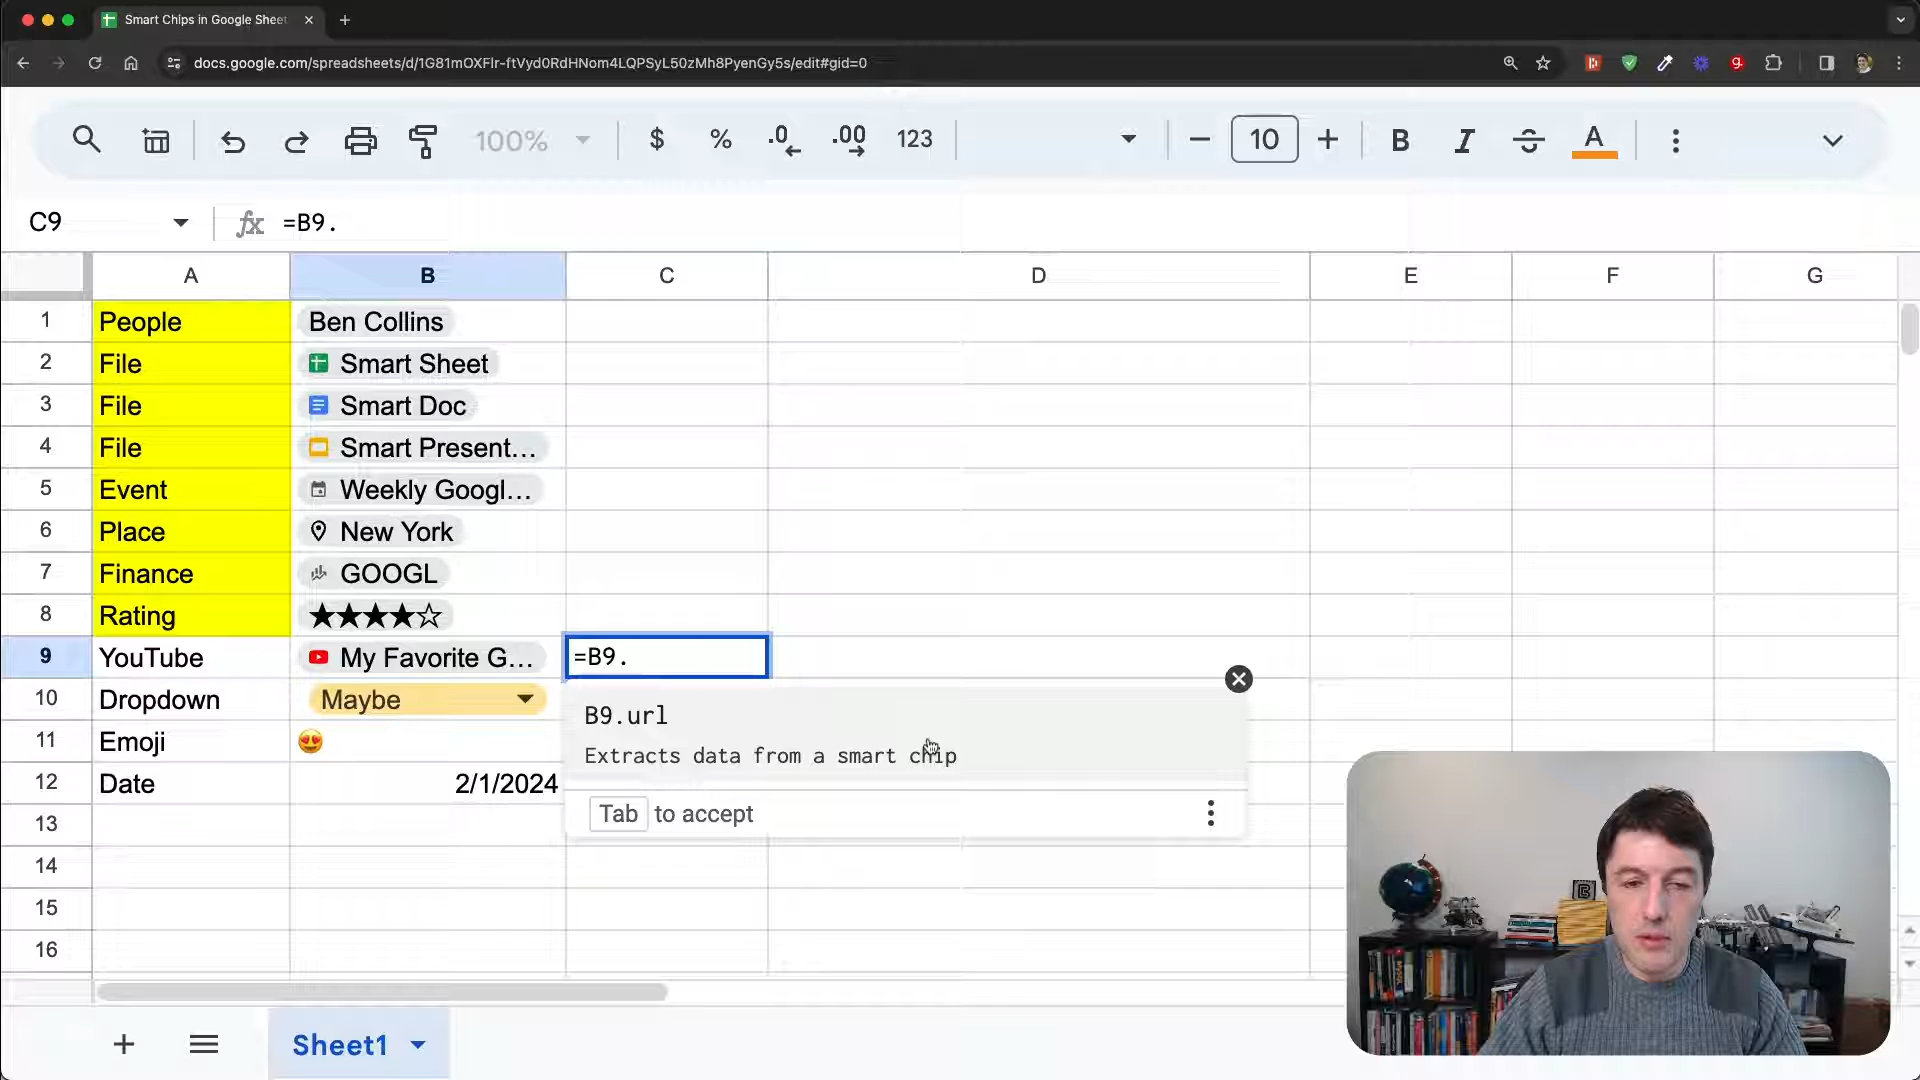 Smart Chips in Google Sheet
docs.google.com/spreadsheets/d/1G81mOXFIr-ftVyd0RdHNom4LQPSyL50zMh8PyenGy5s/edit#gid=0
100% $ % .0 .00 123 10 B I S A
C9 fx =B9.
A B C D E F G
1 People Ben Collins
2 File Smart Sheet
3 File Smart Doc
4 File Smart Present...
5 Event Weekly Googl...
6 Place New York
7 Finance GOOGL
8 Rating ★★★★☆
9 YouTube My Favorite G... =B9.
10 Dropdown Maybe
B9.url
11 Emoji 😍
Extracts data from a smart chip
12 Date 2/1/2024
Tab to accept
13
14
15
16
Sheet1